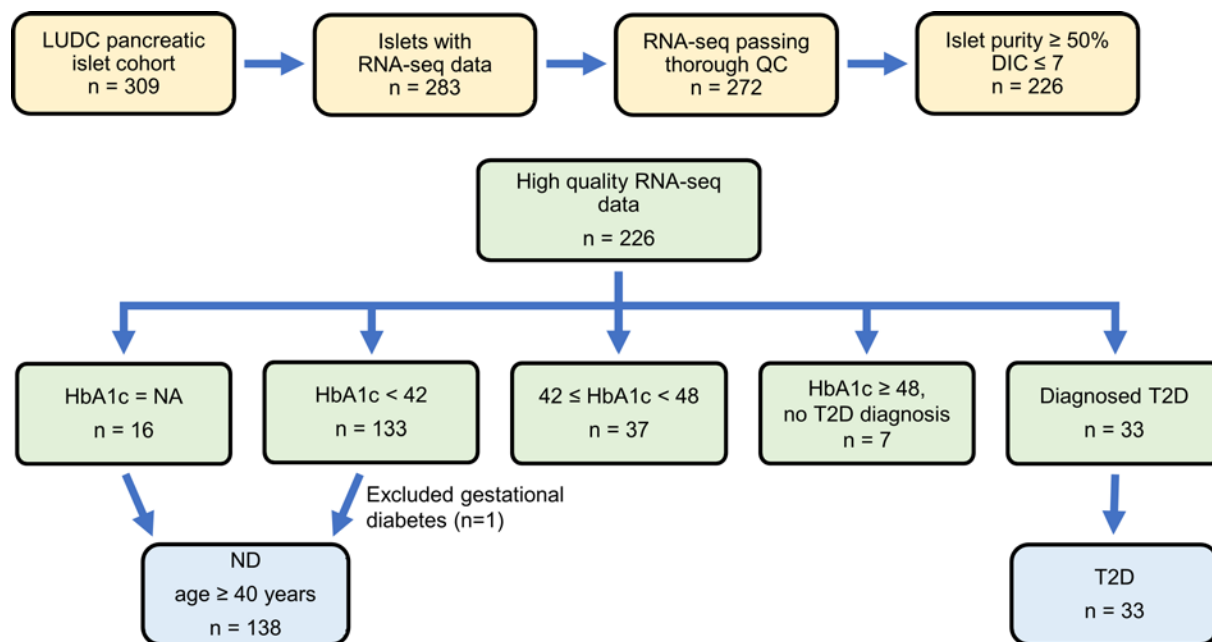 LUDC pancreatic
islet cohort
n = 309
Islets with
RNA-seq data
n = 283
RNA-seq passing
thorough QC
n = 272
Islet purity ≥ 50%
DIC ≤ 7
n = 226
High quality RNA-seq
data
n = 226
HbA1c = NA
n = 16
HbA1c < 42
n = 133
42 ≤ HbA1c < 48
n = 37
HbA1c ≥ 48,
no T2D diagnosis
n = 7
Diagnosed T2D
n = 33
Excluded gestational
diabetes (n=1)
ND
age ≥ 40 years
n = 138
T2D
n = 33